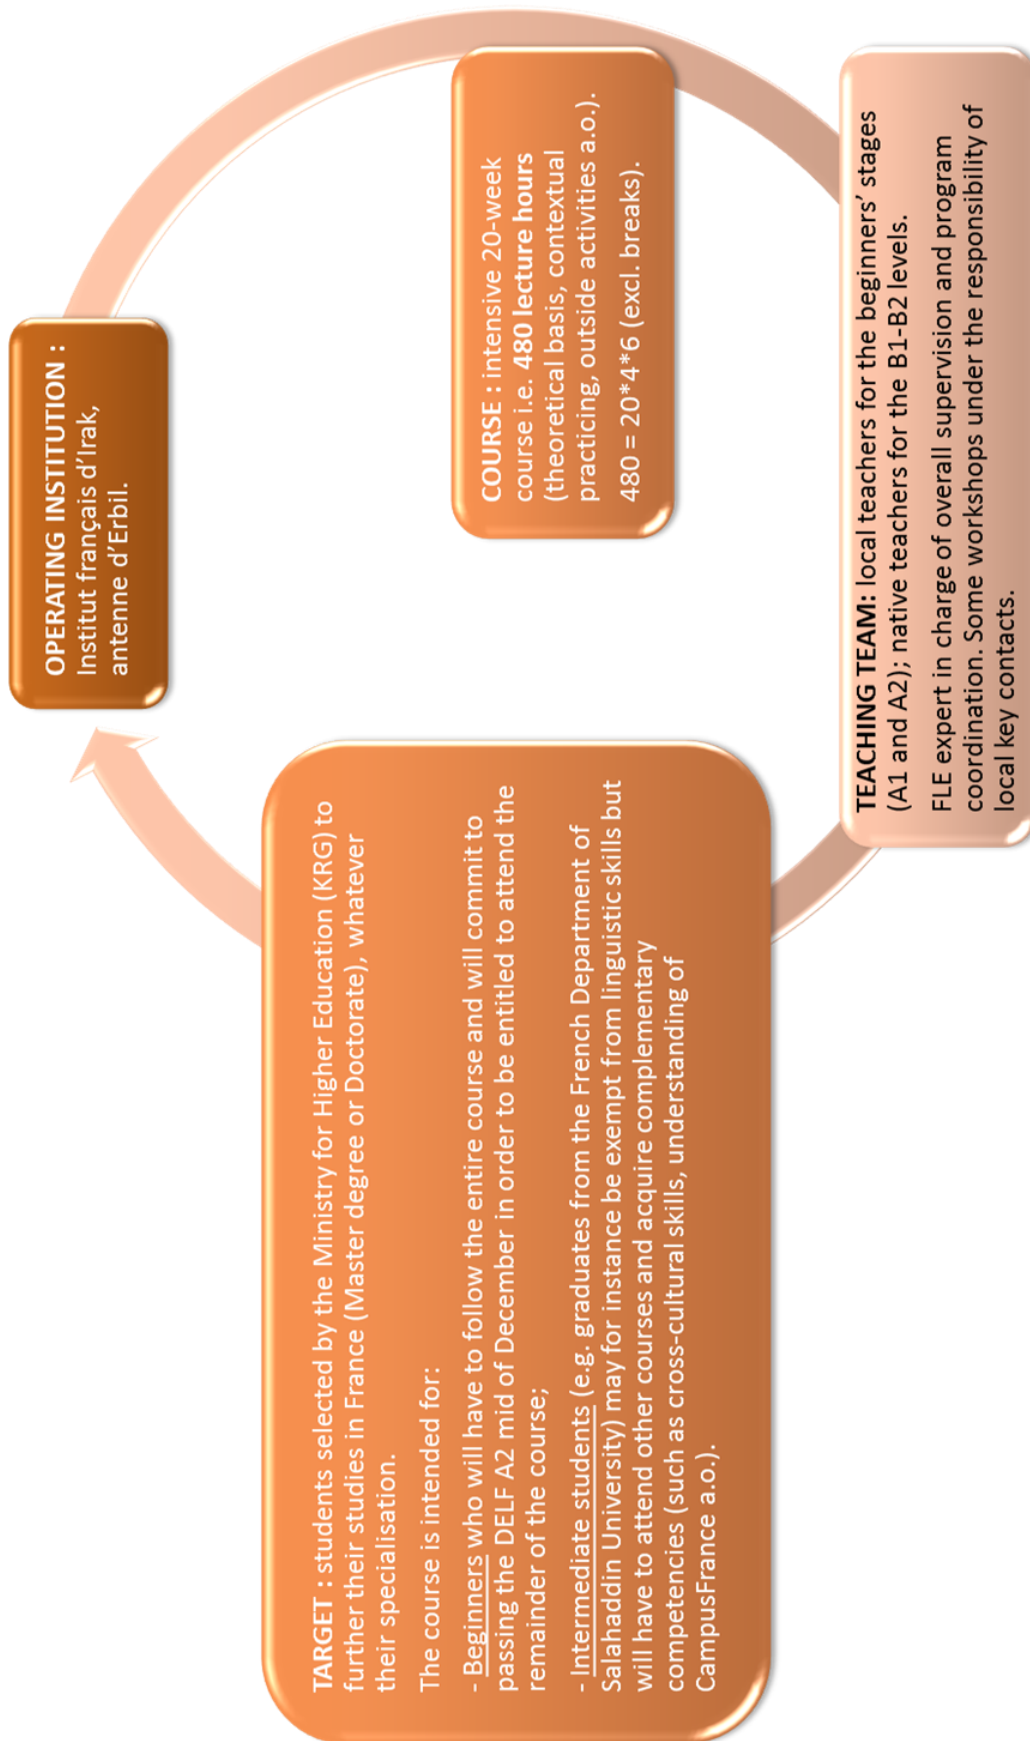 OPERATING INSTITUTION :
Institut français d’Irak,
antenne d’Erbil.
COURSE : intensive 20-week
course i.e. 480 lecture hours
(theoretical basis, contextual
practicing, outside activities a.o.).
480 = 20*4*6 (excl. breaks).
TEACHING TEAM: local teachers for the beginners’ stages
(A1 and A2); native teachers for the B1-B2 levels.
FLE expert in charge of overall supervision and program
coordination. Some workshops under the responsibility of
local key contacts.
TARGET : students selected by the Ministry for Higher Education (KRG) to
further their studies in France (Master degree or Doctorate), whatever
their specialisation.
The course is intended for:
- Beginners who will have to follow the entire course and will commit to
passing the DELF A2 mid of December in order to be entitled to attend the
remainder of the course;
- Intermediate students (e.g. graduates from the French Department of
Salahaddin University) may for instance be exempt from linguistic skills but
will have to attend other courses and acquire complementary
competencies (such as cross-cultural skills, understanding of
CampusFrance a.o.).